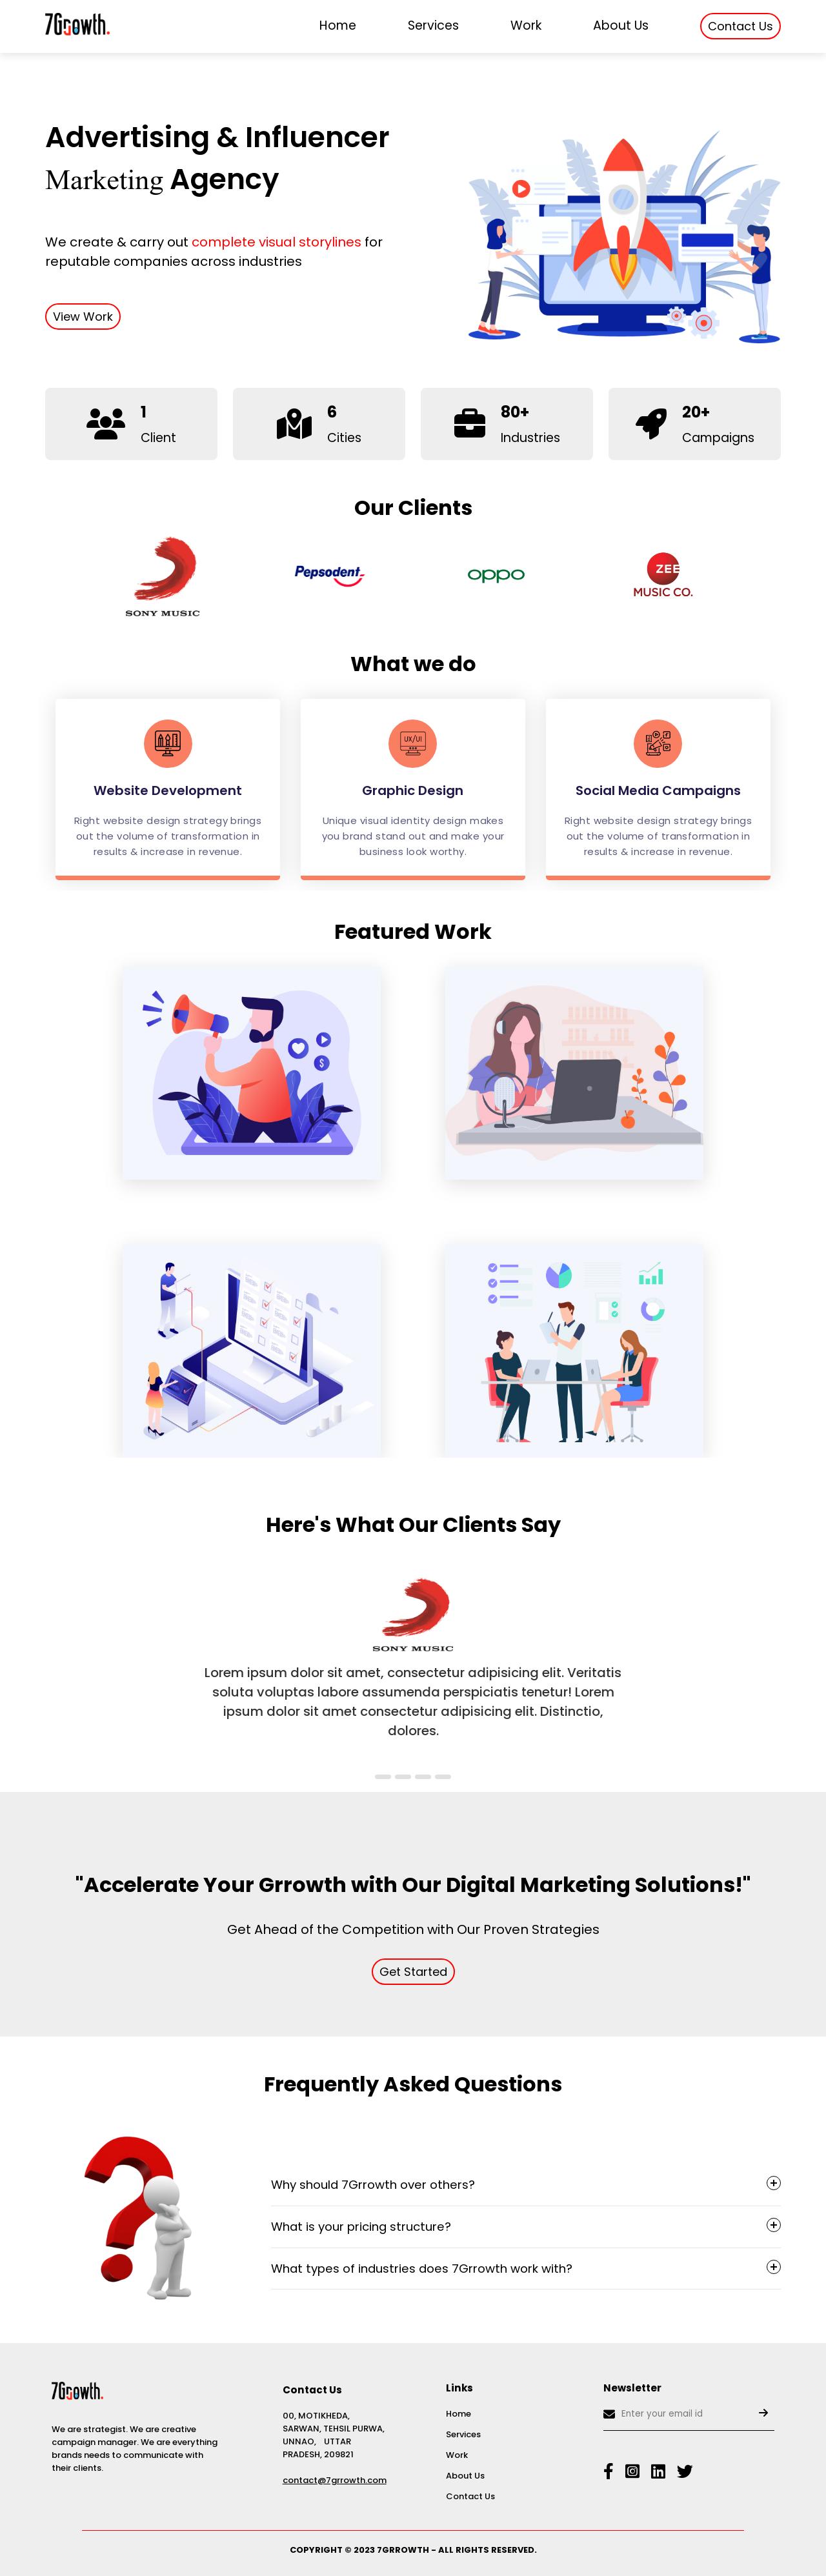 7Growth.
Home
Services
Work
About Us
Contact Us
Advertising & Influencer
Marketing Agency
We create & carry out complete visual storylines for
reputable companies across industries
View Work
1
Client
6
Cities
80+
Industries
20+
Campaigns
Our Clients
SONY MUSIC
Pepsodent
oppo
ZEE
MUSIC CO.
What we do
UX/UI
Website Development
Right website design strategy brings
out the volume of transformation in
results & increase in revenue.
Graphic Design
Unique visual identity design makes
you brand stand out and make your
business look worthy.
Social Media Campaigns
Right website design strategy brings
out the volume of transformation in
results & increase in revenue.
Featured Work
$
Here's What Our Clients Say
SONY MUSIC
Lorem ipsum dolor sit amet, consectetur adipisicing elit. Veritatis
soluta voluptas labore assumenda perspiciatis tenetur! Lorem
ipsum dolor sit amet consectetur adipisicing elit. Distinctio,
dolores.
"Accelerate Your Grrowth with Our Digital Marketing Solutions!"
Get Ahead of the Competition with Our Proven Strategies
Get Started
Frequently Asked Questions
Why should 7Grrowth over others?
What is your pricing structure?
What types of industries does 7Grrowth work with?
7Growth.
We are strategist. We are creative
campaign manager. We are everything
brands needs to communicate with
their clients.
Contact Us
00, MOTIKHEDA,
SARWAN, TEHSIL PURWA,
UNNAO, UTTAR
PRADESH, 209821
contact@7grrowth.com
Links
Home
Services
Work
About Us
Contact Us
Newsletter
Enter your email id
COPYRIGHT © 2023 7GRROWTH - ALL RIGHTS RESERVED.